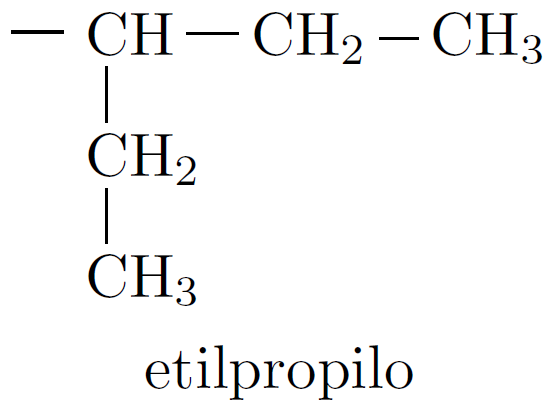 — CH — CH₂ — CH₃
CH₂
CH₃
etilpropilo